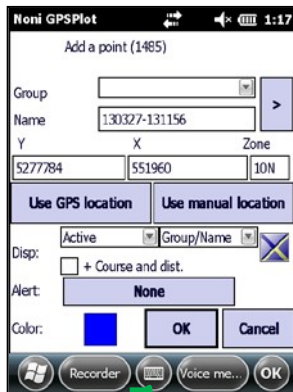 Noni GPSPlot 1:17
Add a point (1485)
Group
>
Name 130327-131156
Y X Zone
5277784 551960 10N
Use GPS location Use manual location
Disp: Active Group/Name
+ Course and dist.
Alert: None
Color: OK Cancel
Recorder Voice me... OK